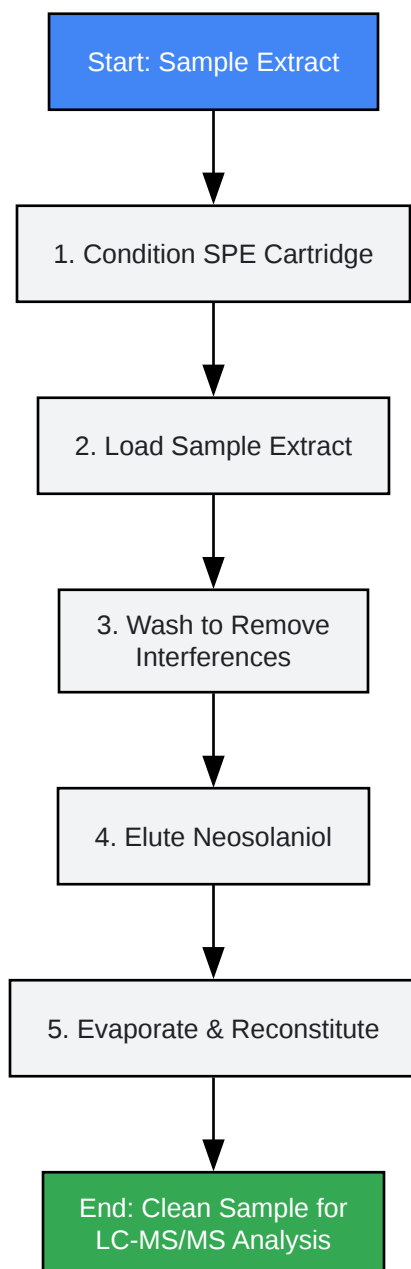 Start: Sample Extract
1. Condition SPE Cartridge
2. Load Sample Extract
3. Wash to Remove
Interferences
4. Elute Neosolaniol
5. Evaporate & Reconstitute
End: Clean Sample for
LC-MS/MS Analysis